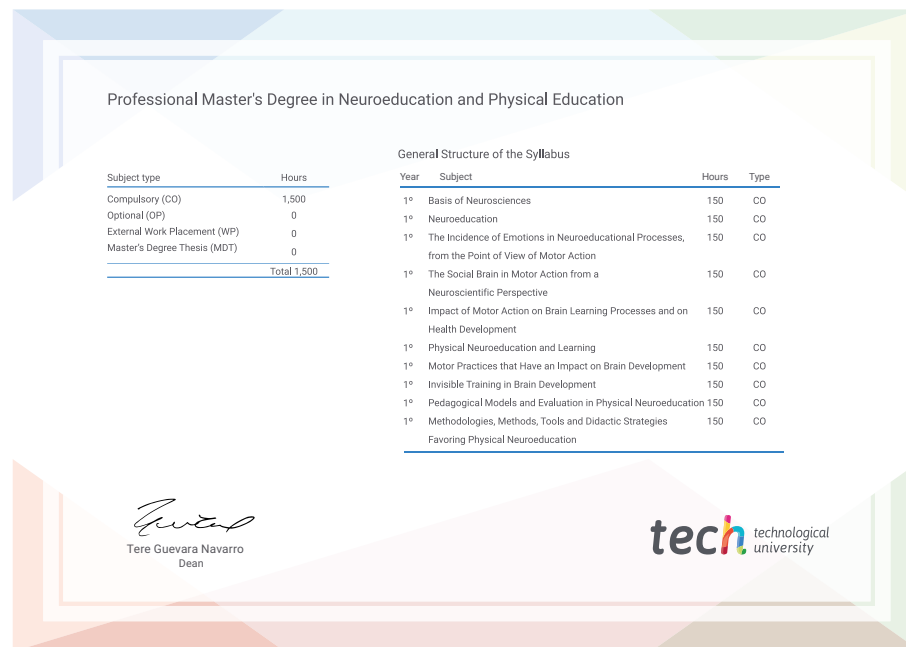 Professional Master's Degree in Neuroeducation and Physical Education
Subject type Hours
Compulsory (CO) 1,500
Optional (OP) 0
External Work Placement (WP) 0
Master's Degree Thesis (MDT) 0
Total 1,500
General Structure of the Syllabus
Year Subject Hours Type
1º Basis of Neurosciences 150 CO
1º Neuroeducation 150 CO
1º The Incidence of Emotions in Neuroeducational Processes, 150 CO
from the Point of View of Motor Action
1º The Social Brain in Motor Action from a 150 CO
Neuroscientific Perspective
1º Impact of Motor Action on Brain Learning Processes and on 150 CO
Health Development
1º Physical Neuroeducation and Learning 150 CO
1º Motor Practices that Have an Impact on Brain Development 150 CO
1º Invisible Training in Brain Development 150 CO
1º Pedagogical Models and Evaluation in Physical Neuroeducation 150 CO
1º Methodologies, Methods, Tools and Didactic Strategies 150 CO
Favoring Physical Neuroeducation
Tere Guevara Navarro
Dean
tech technological
university